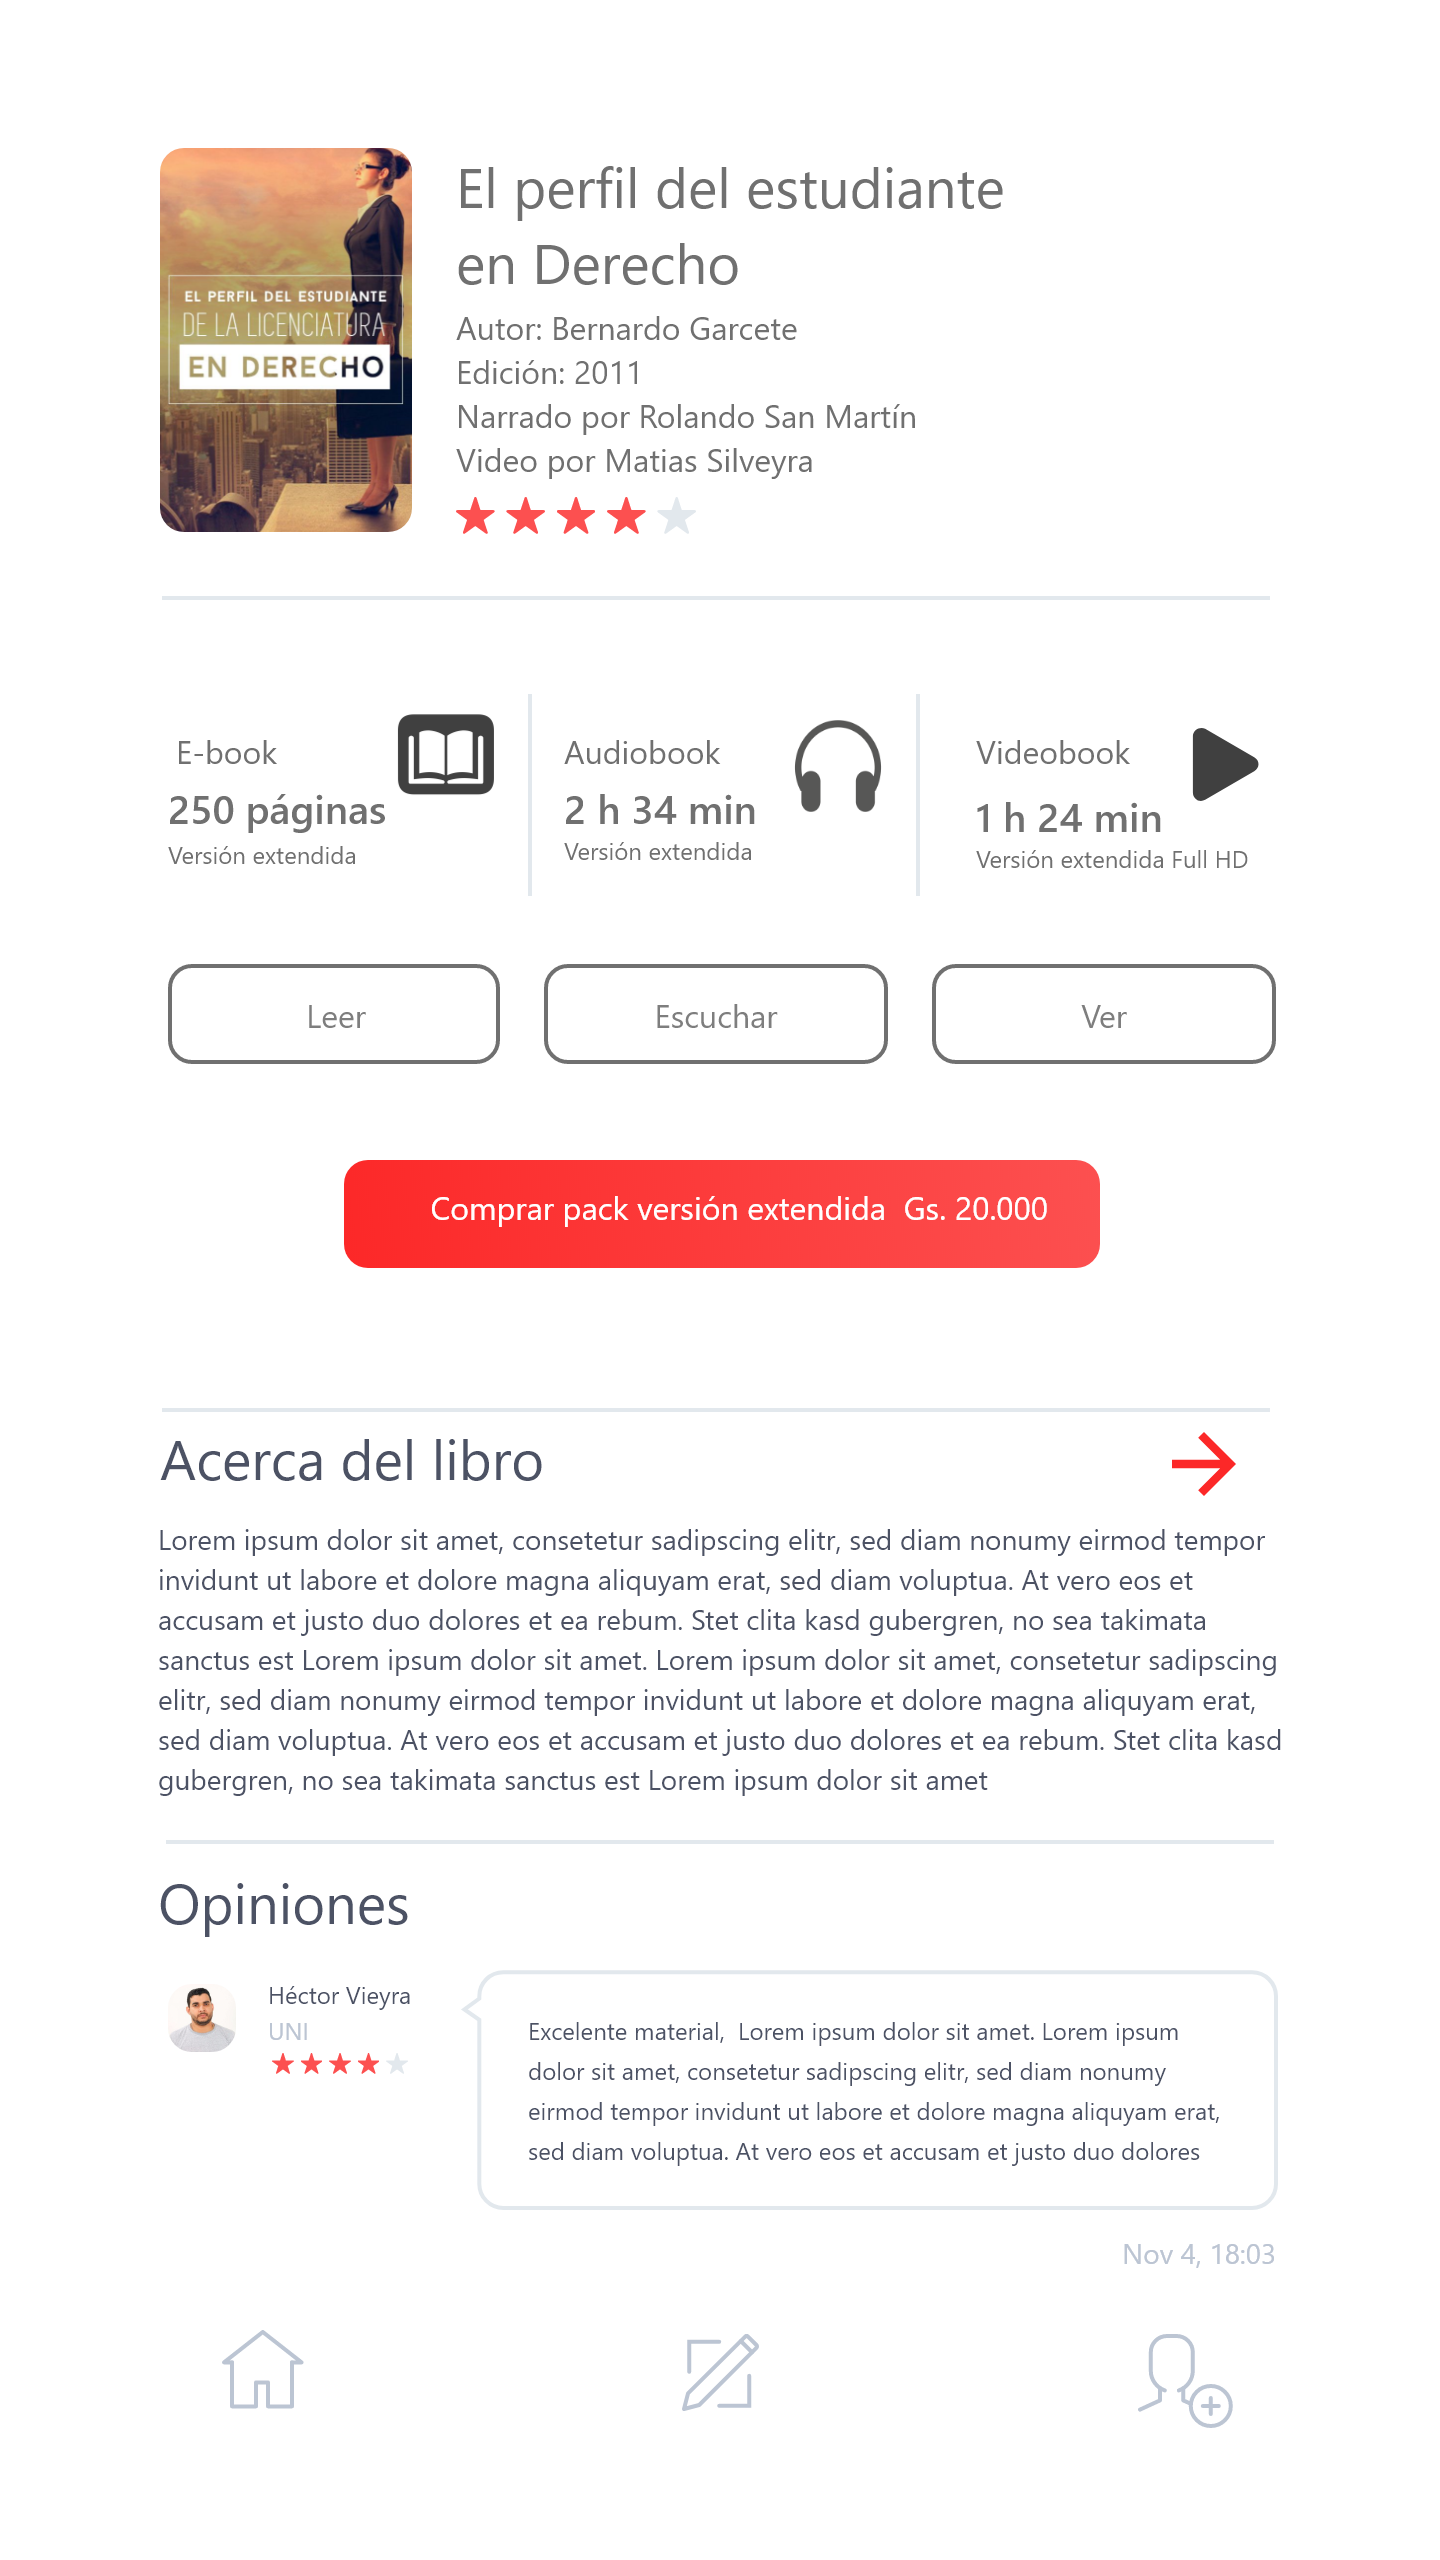 EL PERFIL DEL ESTUDIANTE
DE LA LICENCIATURA
EN DERECHO
El perfil del estudiante
en Derecho
Autor: Bernardo Garcete
Edición: 2011
Narrado por Rolando San Martín
Video por Matias Silveyra
E-book
250 páginas
Versión extendida
Audiobook
2 h 34 min
Versión extendida
Videobook
1 h 24 min
Versión extendida Full HD
Leer
Escuchar
Ver
Comprar pack versión extendida  Gs. 20.000
Acerca del libro
Lorem ipsum dolor sit amet, consetetur sadipscing elitr, sed diam nonumy eirmod tempor
invidunt ut labore et dolore magna aliquyam erat, sed diam voluptua. At vero eos et
accusam et justo duo dolores et ea rebum. Stet clita kasd gubergren, no sea takimata
sanctus est Lorem ipsum dolor sit amet. Lorem ipsum dolor sit amet, consetetur sadipscing
elitr, sed diam nonumy eirmod tempor invidunt ut labore et dolore magna aliquyam erat,
sed diam voluptua. At vero eos et accusam et justo duo dolores et ea rebum. Stet clita kasd
gubergren, no sea takimata sanctus est Lorem ipsum dolor sit amet
Opiniones
Héctor Vieyra
UNI
Excelente material,  Lorem ipsum dolor sit amet. Lorem ipsum
dolor sit amet, consetetur sadipscing elitr, sed diam nonumy
eirmod tempor invidunt ut labore et dolore magna aliquyam erat,
sed diam voluptua. At vero eos et accusam et justo duo dolores
Nov 4, 18:03